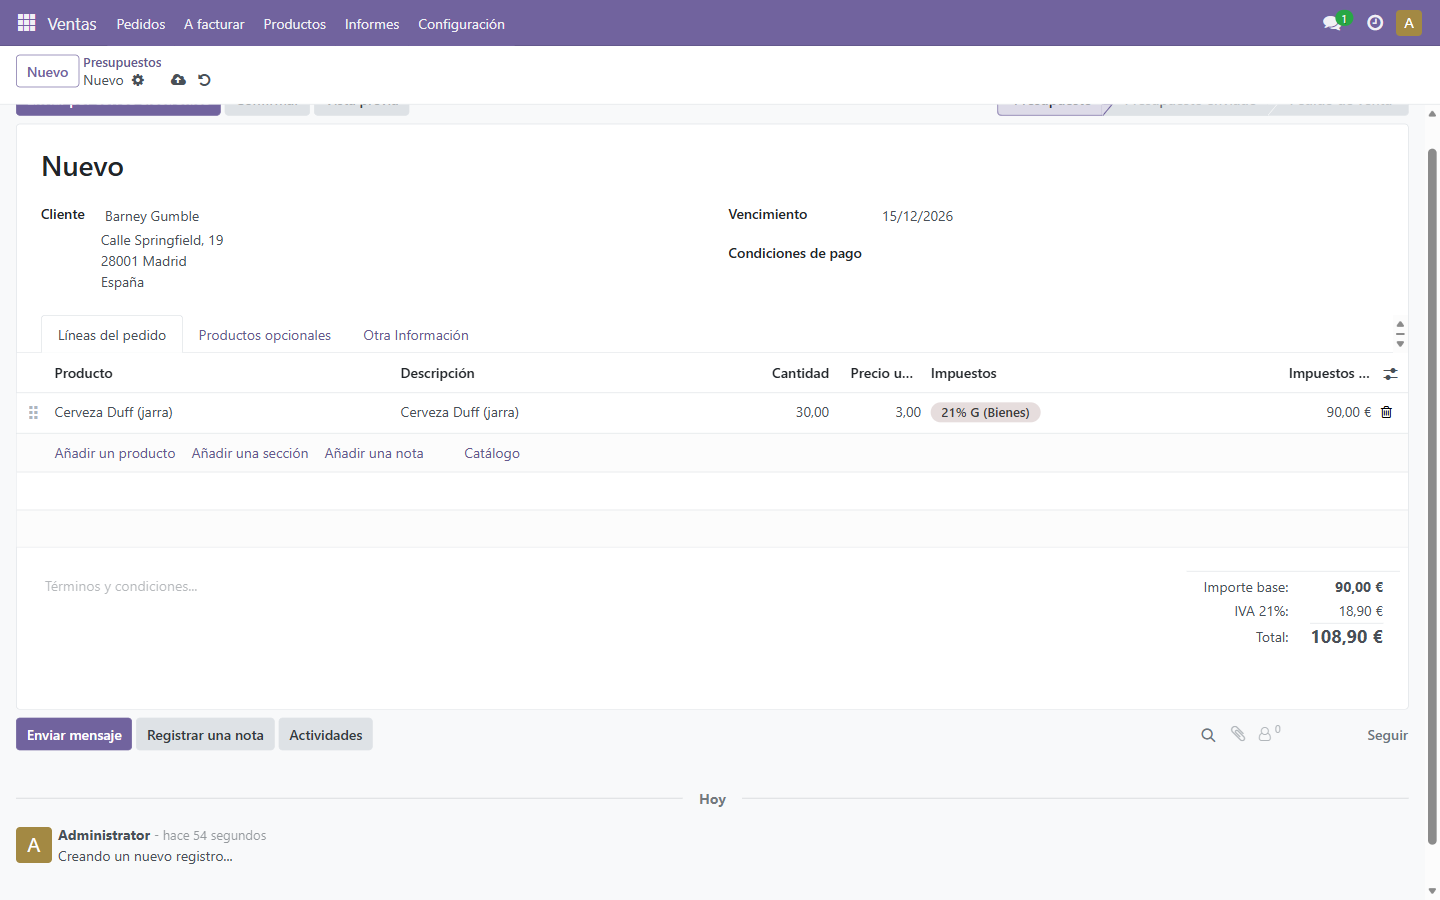 Ventas Pedidos A facturar Productos Informes Configuración 1 A
Nuevo
Presupuestos
Nuevo
Nuevo
Cliente Barney Gumble
Calle Springfield, 19
28001 Madrid
España
Vencimiento 15/12/2026
Condiciones de pago
Líneas del pedido Productos opcionales Otra Información
Producto Descripción Cantidad Precio u... Impuestos Impuestos ...
Cerveza Duff (jarra) Cerveza Duff (jarra) 30,00 3,00 21% G (Bienes) 90,00 €
Añadir un producto Añadir una sección Añadir una nota Catálogo
Términos y condiciones...
Importe base: 90,00 €
IVA 21%: 18,90 €
Total: 108,90 €
Enviar mensaje Registrar una nota Actividades 0 Seguir
Hoy
A
Administrator - hace 54 segundos
Creando un nuevo registro...